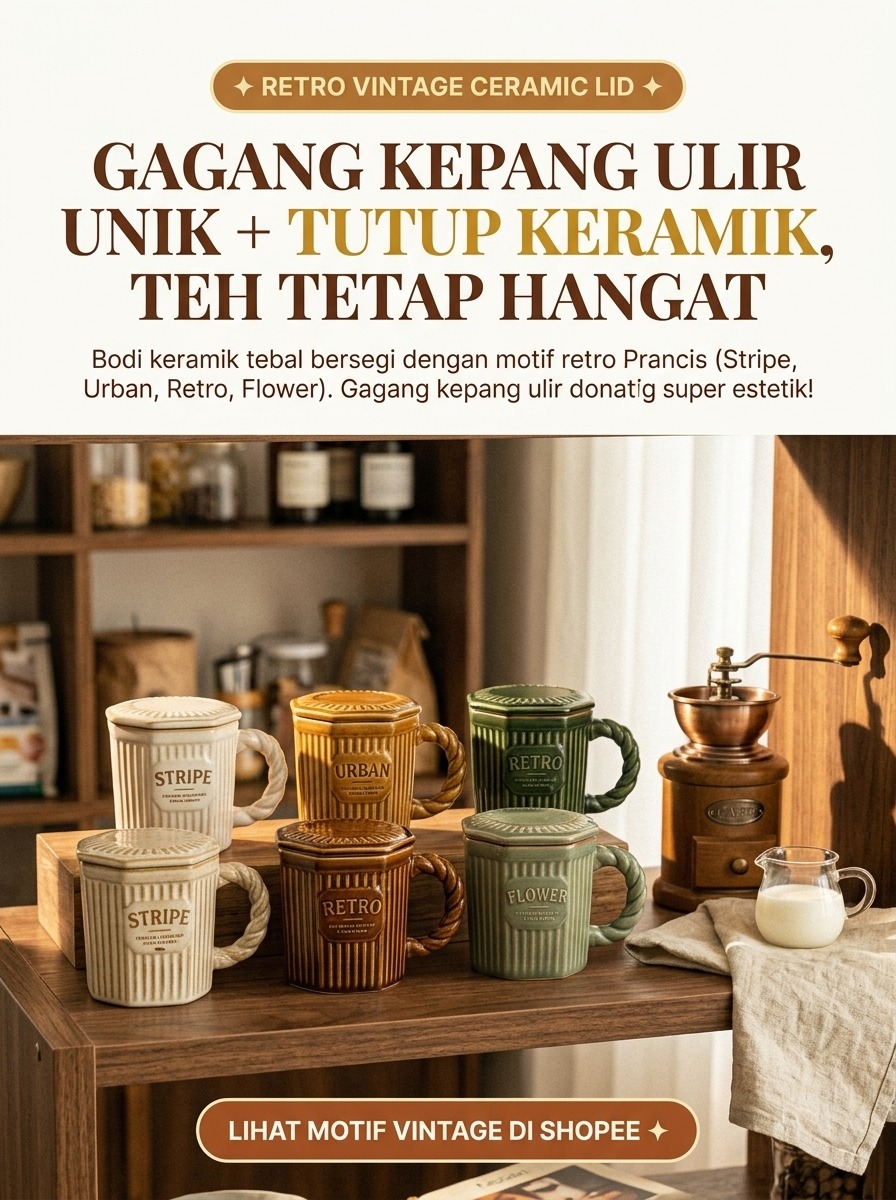 ✦ RETRO VINTAGE CERAMIC LID ✦
GAGANG KEPANG ULIR
UNIK + TUTUP KERAMIK,
TEH TETAP HANGAT
Bodi keramik tebal bersegi dengan motif retro Prancis (Stripe,
Urban, Retro, Flower). Gagang kepang ulir donatig super estetik!
STRIPE
URBAN
RETRO
STRIPE
RETRO
FLOWER
LIHAT MOTIF VINTAGE DI SHOPEE ✦